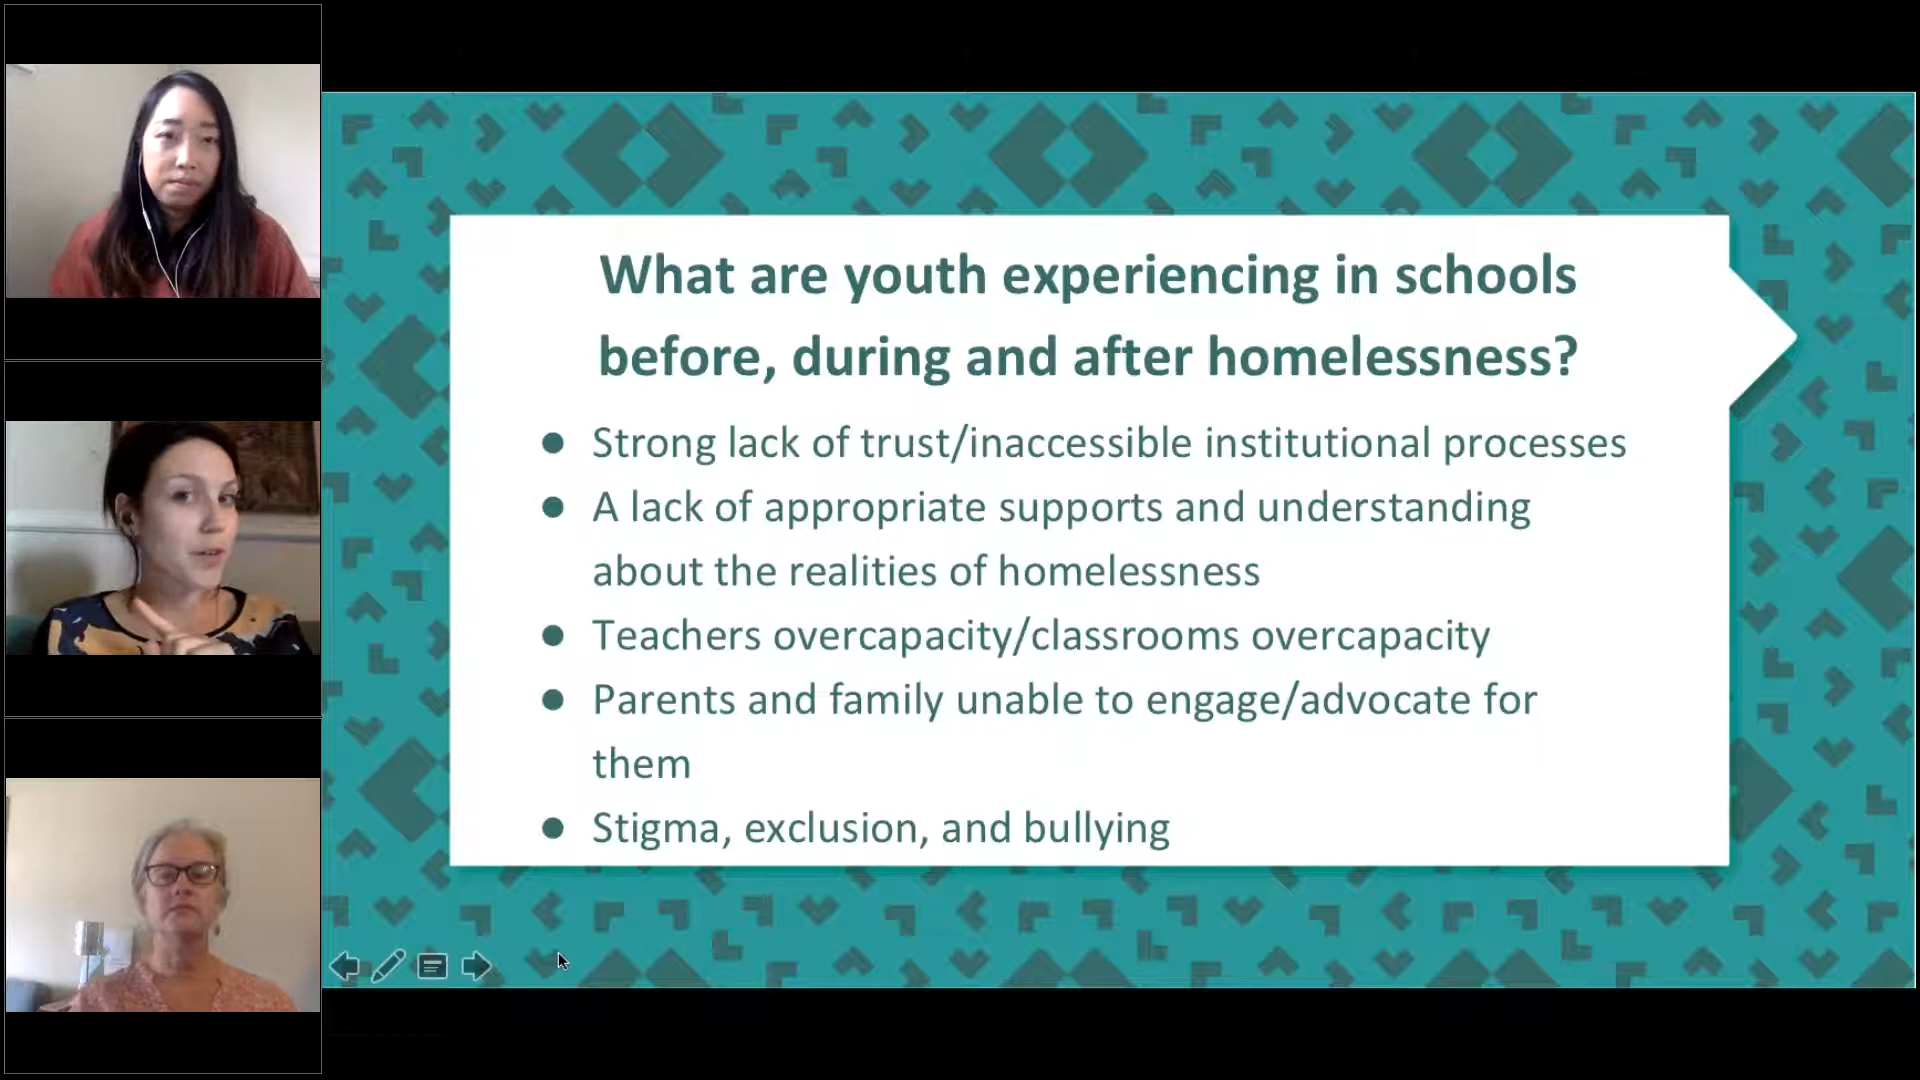 What are youth experiencing in schools
before, during and after homelessness?
● Strong lack of trust/inaccessible institutional processes
● A lack of appropriate supports and understanding
about the realities of homelessness
● Teachers overcapacity/classrooms overcapacity
● Parents and family unable to engage/advocate for
them
● Stigma, exclusion, and bullying